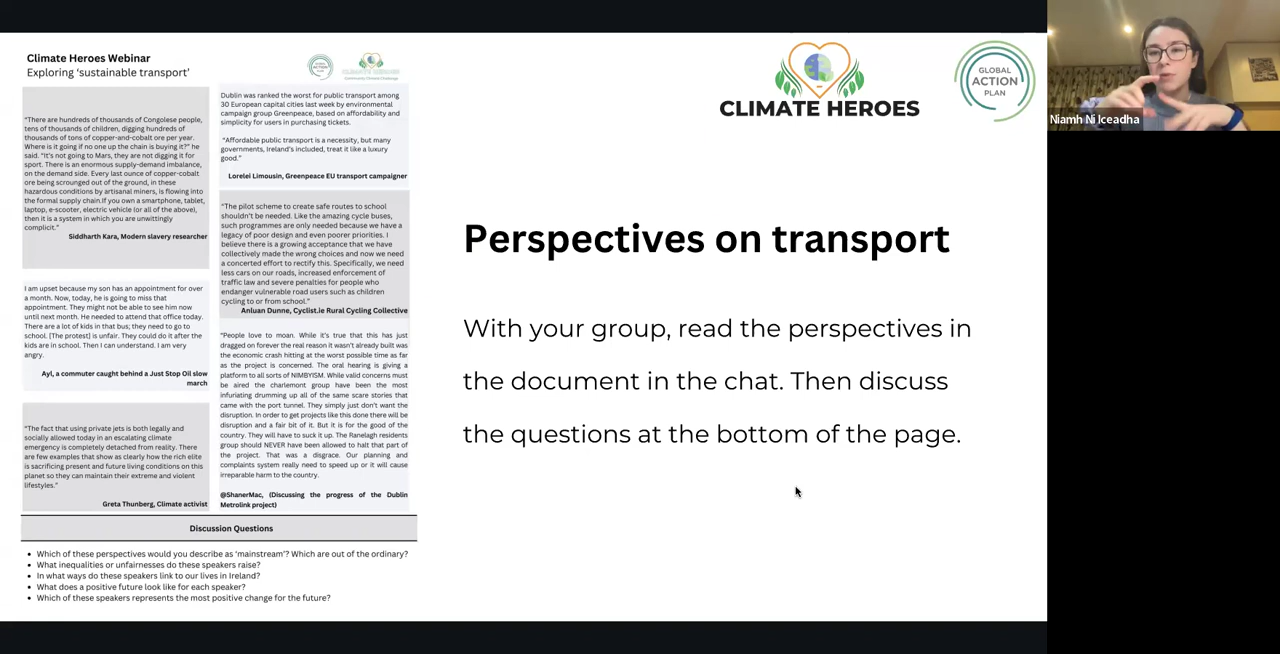 Climate Heroes Webinar
Exploring ‘sustainable transport’
“There are hundreds of thousands of Congolese people,
tens of thousands of children, digging hundreds of
thousands of tons of copper-and-cobalt ore per year.
Where is it going if no one up the chain is buying it?” he
said. “It's not going to Mars, they are not digging it for
sport. There is an enormous supply-demand imbalance,
on the demand side. Every last ounce of copper-cobalt
ore being scrounged out of the ground, in these
hazardous conditions by artisanal miners, is flowing into
the formal supply chain.If you own a smartphone, tablet,
laptop, e-scooter, electric vehicle (or all of the above),
then it is a system in which you are unwittingly
complicit.”
Siddharth Kara, Modern slavery researcher
I am upset because my son has an appointment for over
a month. Now, today, he is going to miss that
appointment. They might not be able to see him now
until next month. He needed to attend that office today.
There are a lot of kids in that bus; they need to go to
school. [The protest] is unfair. They could do it after the
kids are in school. Then I can understand. I am very
angry.
Ayl, a commuter caught behind a Just Stop Oil slow
march
“The fact that using private jets is both legally and
socially allowed today in an escalating climate
emergency is completely detached from reality. There
are few examples that show as clearly how the rich elite
is sacrificing present and future living conditions on this
planet so they can maintain their extreme and violent
lifestyles.”
Greta Thunberg, Climate activist
Dublin was ranked the worst for public transport among
30 European capital cities last week by environmental
campaign group Greenpeace, based on affordability and
simplicity for users in purchasing tickets.
“Affordable public transport is a necessity, but many
governments, Ireland's included, treat it like a luxury
good.”
Lorelei Limousin, Greenpeace EU transport campaigner
“The pilot scheme to create safe routes to school
shouldn't be needed. Like the amazing cycle buses,
such programmes are only needed because we have a
legacy of poor design and even poorer priorities. I
believe there is a growing acceptance that we have
collectively made the wrong choices and now we need
a concerted effort to rectify this. Specifically, we need
less cars on our roads, increased enforcement of
traffic law and severe penalties for people who
endanger vulnerable road users such as children
cycling to or from school.”
Anluan Dunne, Cyclist.ie Rural Cycling Collective
“People love to moan. While it's true that this has just
dragged on forever the real reason it wasn't already built was
the economic crash hitting at the worst possible time as far
as the project is concerned. The oral hearing is giving a
platform to all sorts of NIMBYISM. While valid concerns must
be aired the charlemont group have been the most
infuriating drumming up all of the same scare stories that
came with the port tunnel. They simply just don't want the
disruption. In order to get projects like this done there will be
disruption and a fair bit of it. But it is for the good of the
country. They will have to suck it up. The Ranelagh residents
group should NEVER have been allowed to halt that part of
the project. That was a disgrace. Our planning and
complaints system really need to speed up or it will cause
irreparable harm to the country.
@ShanerMac, (Discussing the progress of the Dublin
Metrolink project)
Discussion Questions
• Which of these perspectives would you describe as ‘mainstream’? Which are out of the ordinary?
• What inequalities or unfairness do these speakers raise?
• In what ways do these speakers link to our lives in Ireland?
• What does a positive future look like for each speaker?
• Which of these speakers represents the most positive change for the future?
CLIMATE HEROES
GLOBAL
ACTION
PLAN
Perspectives on transport
With your group, read the perspectives in
the document in the chat. Then discuss
the questions at the bottom of the page.
Niamh Ni Iceadha